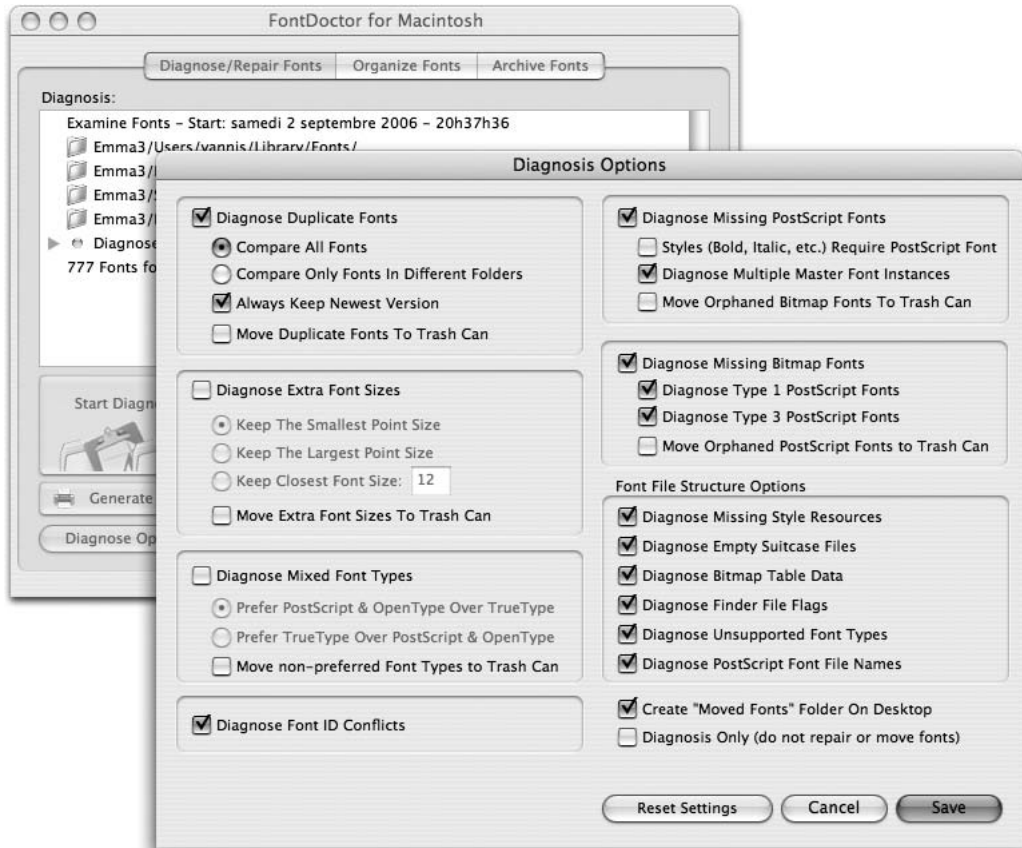 FontDoctor for Macintosh
Diagnose/Repair Fonts Organize Fonts Archive Fonts
Diagnosis:
Examine Fonts – Start: samedi 2 septembre 2006 – 20h37h36
Emma3/Users/yannis/Library/Fonts/
Emma3/
Emma3/
Emma3/
Diagnose
777 Fonts
Start
Generate
Diagnose
Diagnosis Options
Diagnose Duplicate Fonts
Compare All Fonts
Compare Only Fonts In Different Folders
Always Keep Newest Version
Move Duplicate Fonts To Trash Can
Diagnose Extra Font Sizes
Keep The Smallest Point Size
Keep The Largest Point Size
Keep Closest Font Size: 12
Move Extra Font Sizes To Trash Can
Diagnose Mixed Font Types
Prefer PostScript & OpenType Over TrueType
Prefer TrueType Over PostScript & OpenType
Move non-preferred Font Types to Trash Can
Diagnose Font ID Conflicts
Diagnose Missing PostScript Fonts
Styles (Bold, Italic, etc.) Require PostScript Font
Diagnose Multiple Master Font Instances
Move Orphaned Bitmap Fonts To Trash Can
Diagnose Missing Bitmap Fonts
Diagnose Type 1 PostScript Fonts
Diagnose Type 3 PostScript Fonts
Move Orphaned PostScript Fonts to Trash Can
Font File Structure Options
Diagnose Missing Style Resources
Diagnose Empty Suitcase Files
Diagnose Bitmap Table Data
Diagnose Finder File Flags
Diagnose Unsupported Font Types
Diagnose PostScript Font File Names
Create "Moved Fonts" Folder On Desktop
Diagnosis Only (do not repair or move fonts)
Reset Settings Cancel Save